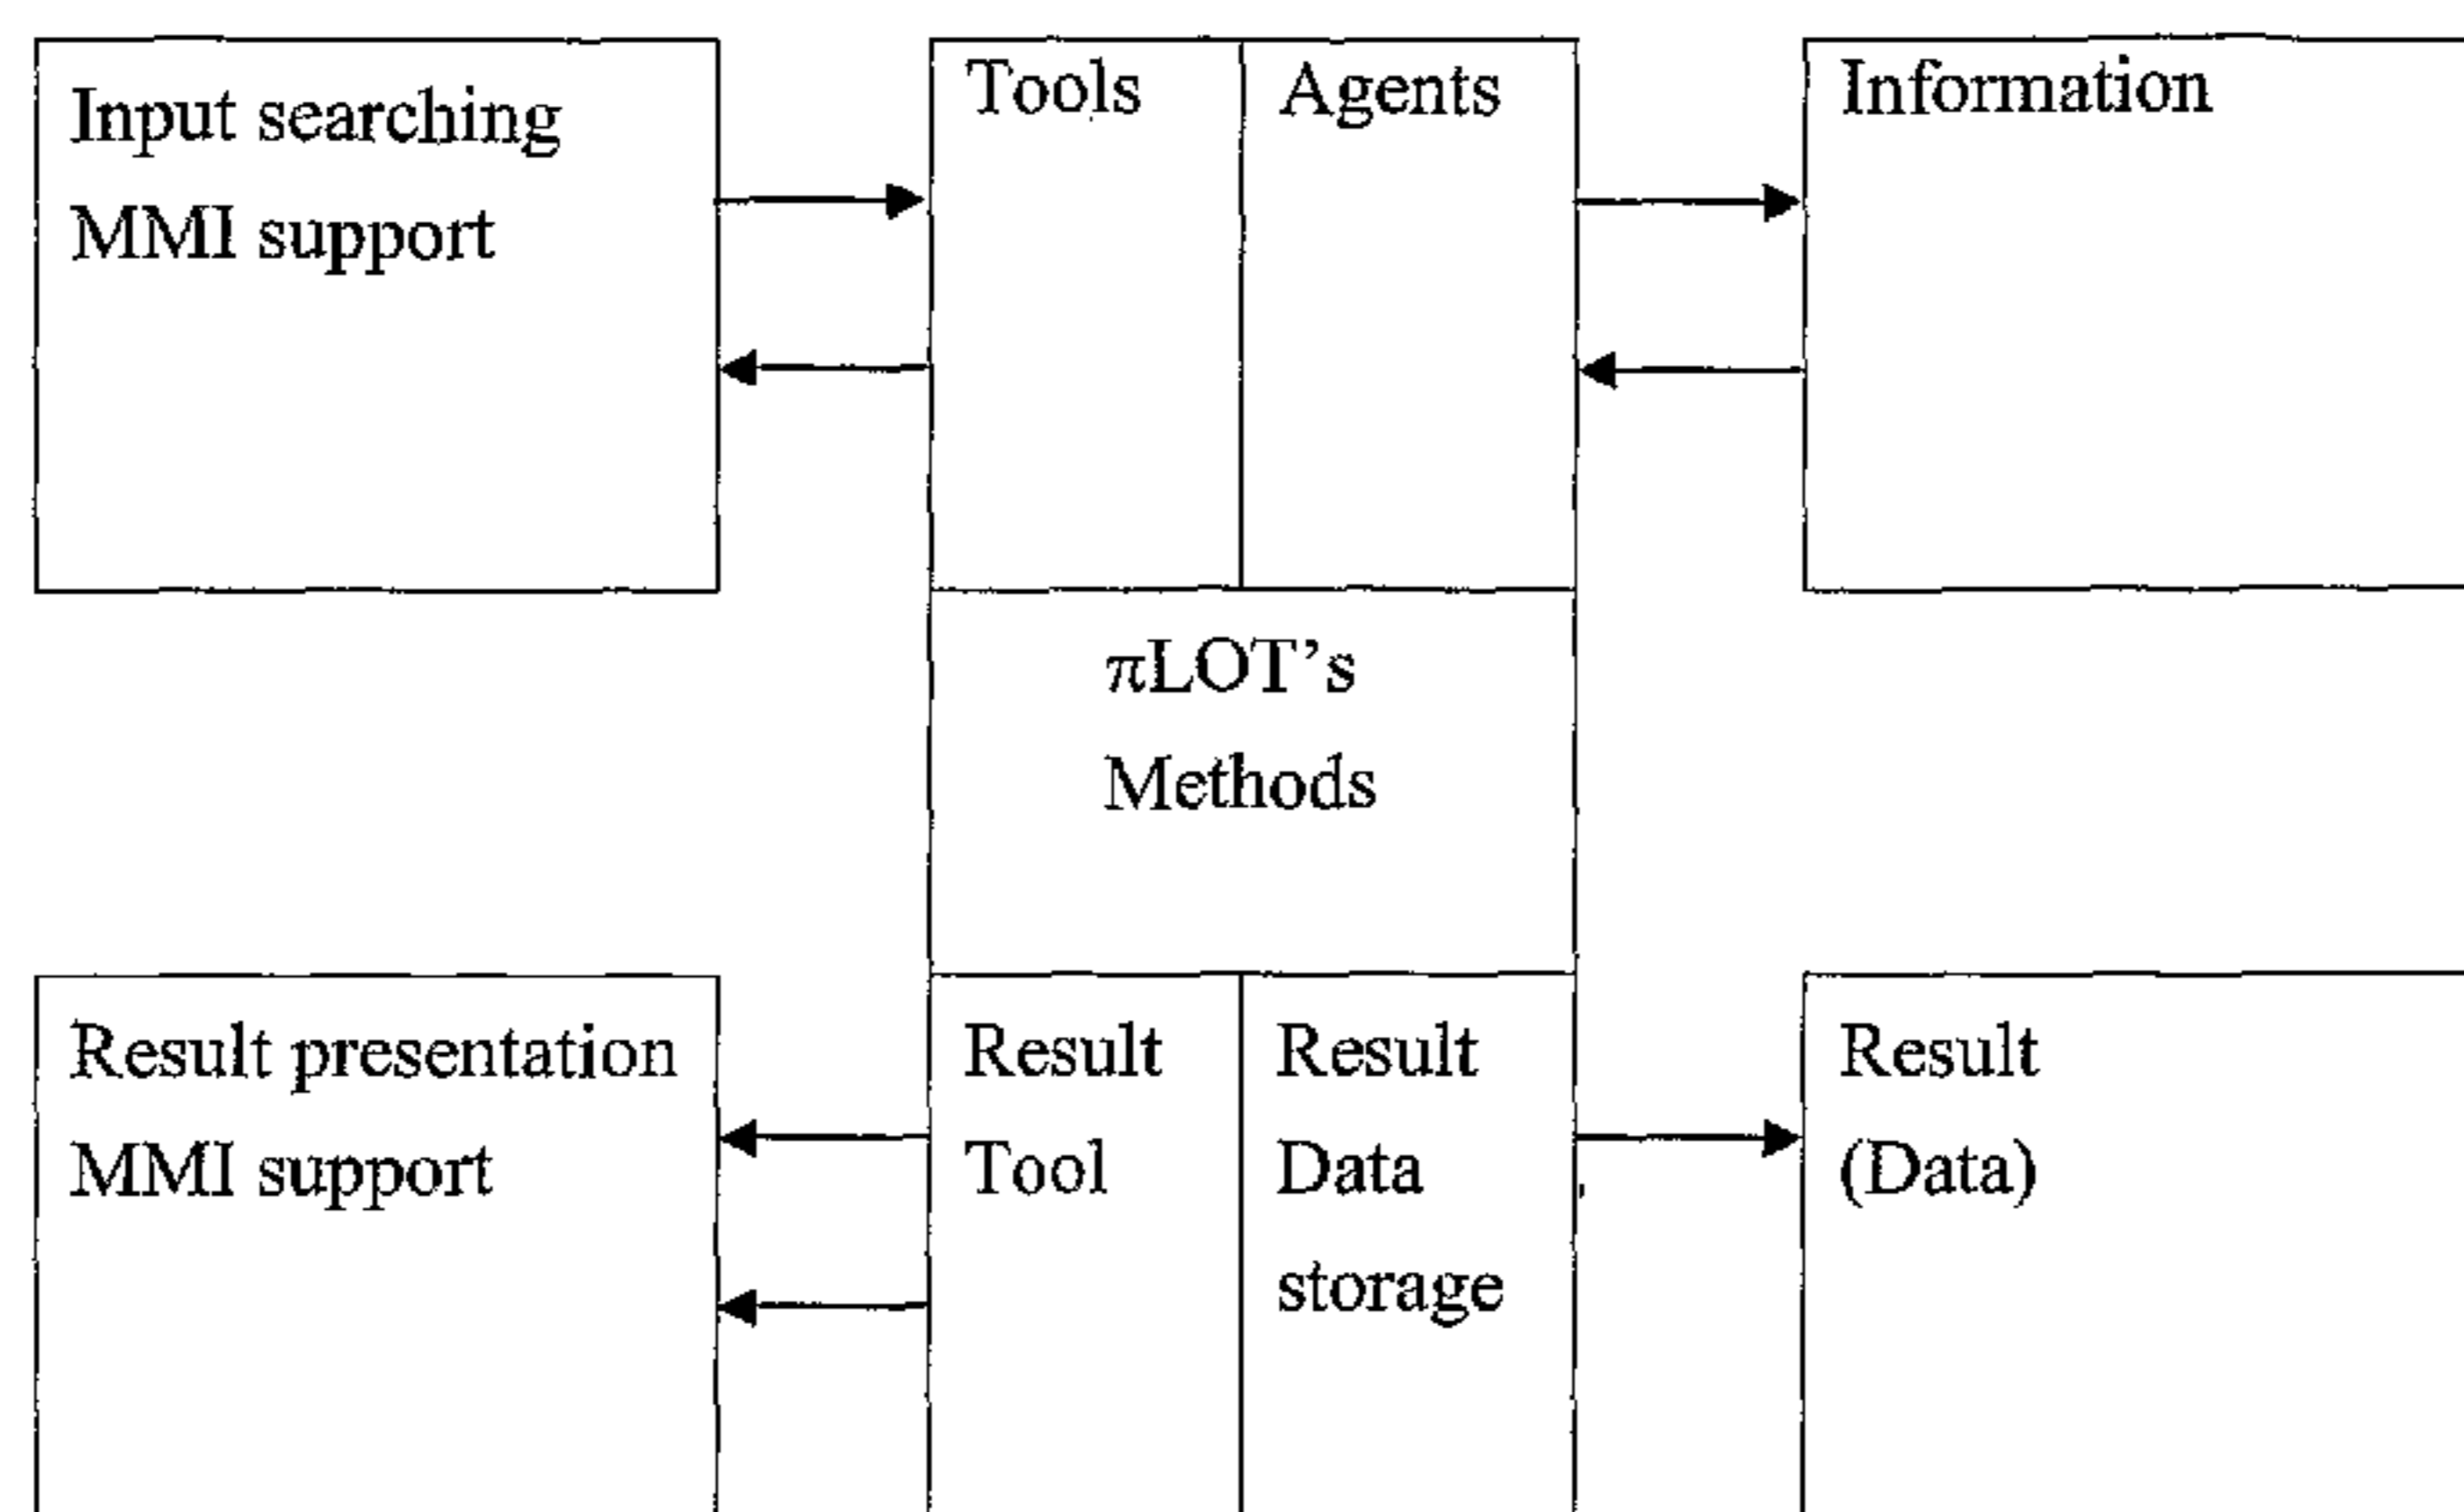 Input searching
MMI support
Tools
Agents
Information
πLOT’s
Methods
Result presentation
MMI support
Result
Tool
Result
Data
storage
Result
(Data)